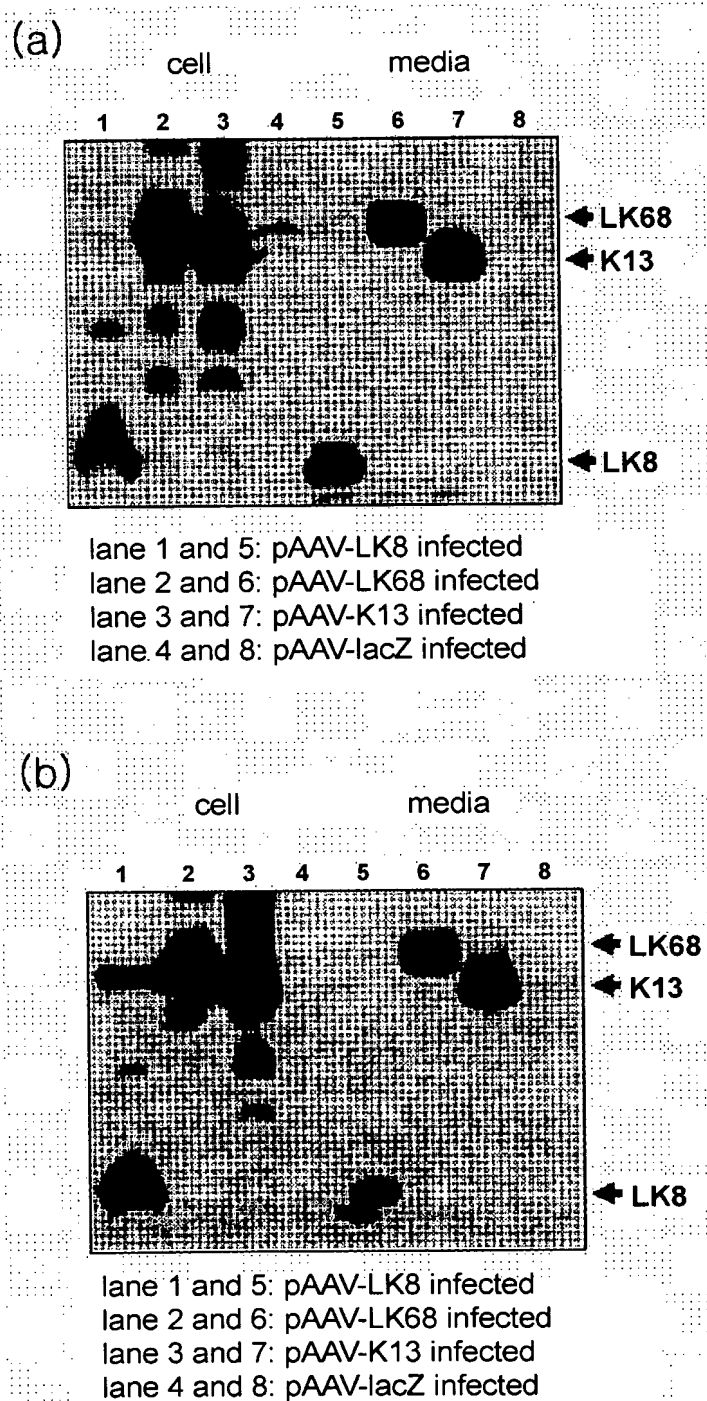 (a)
cell media
1 2 3 4 5 6 7 8
LK68
K13
LK8
lane 1 and 5: pAAV-LK8 infected
lane 2 and 6: pAAV-LK68 infected
lane 3 and 7: pAAV-K13 infected
lane 4 and 8: pAAV-lacZ infected
(b)
cell media
1 2 3 4 5 6 7 8
LK68
K13
LK8
lane 1 and 5: pAAV-LK8 infected
lane 2 and 6: pAAV-LK68 infected
lane 3 and 7: pAAV-K13 infected
lane 4 and 8: pAAV-lacZ infected